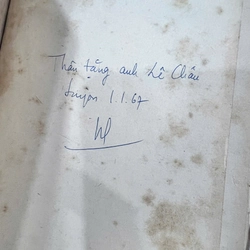 Thân tặng anh Lê Châu
1.1.67